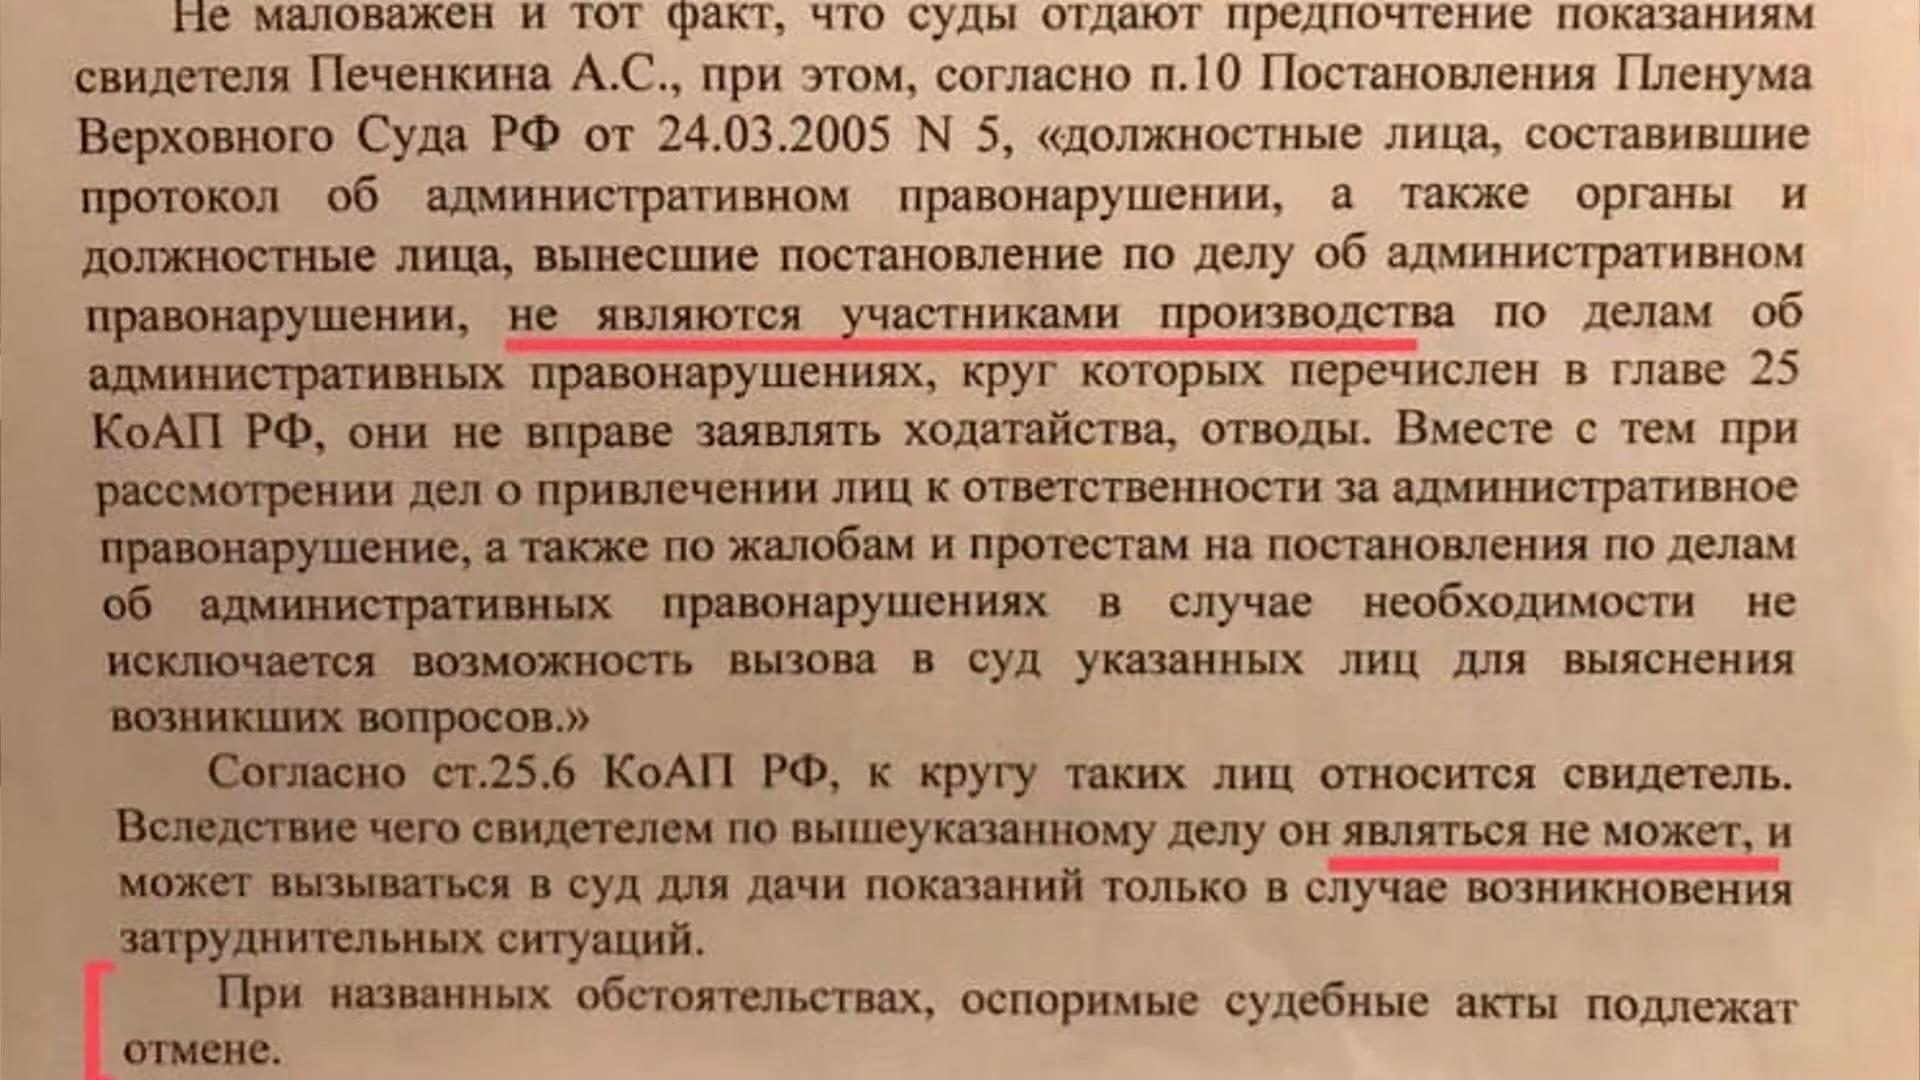 Не маловажен и тот факт, что суды отдают предпочтение показаниям
свидетеля Печенкина А.С., при этом, согласно п.10 Постановления Пленума
Верховного Суда РФ от 24.03.2005 N 5, «должностные лица, составившие
протокол об административном правонарушении, а также органы и
должностные лица, вынесшие постановление по делу об административном
правонарушении, не являются участниками производства по делам об
административных правонарушениях, круг которых перечислен в главе 25
КоАП РФ, они не вправе заявлять ходатайства, отводы. Вместе с тем при
рассмотрении дел о привлечении лиц к ответственности за административное
правонарушение, а также по жалобам и протестам на постановления по делам
об административных правонарушениях в случае необходимости не
исключается возможность вызова в суд указанных лиц для выяснения
возникших вопросов.»
Согласно ст.25.6 КоАП РФ, к кругу таких лиц относится свидетель.
Вследствие чего свидетелем по вышеуказанному делу он являться не может, и
может вызываться в суд для дачи показаний только в случае возникновения
затруднительных ситуаций.
При названных обстоятельствах, оспоримые судебные акты подлежат
отмене.